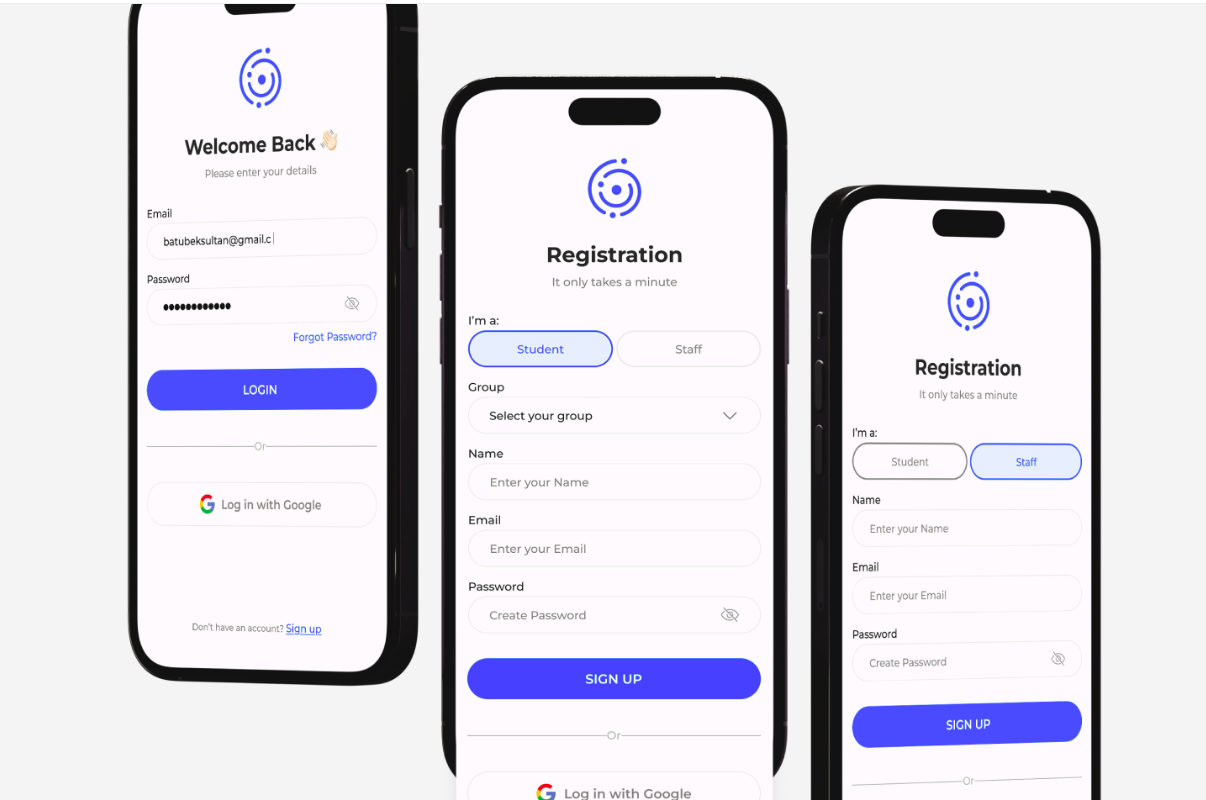 Welcome Back 👋🏻
Please enter your details
Email
batubeksultan@gmail.c
Password
••••••••••••
Forgot Password?
LOGIN
Or
Log in with Google
Don't have an account? Sign up
Registration
It only takes a minute
I'm a:
Student Staff
Group
Select your group
Name
Enter your Name
Email
Enter your Email
Password
Create Password
SIGN UP
Or
Log in with Google
Registration
It only takes a minute
I'm a:
Student Staff
Name
Enter your Name
Email
Enter your Email
Password
Create Password
SIGN UP
Or